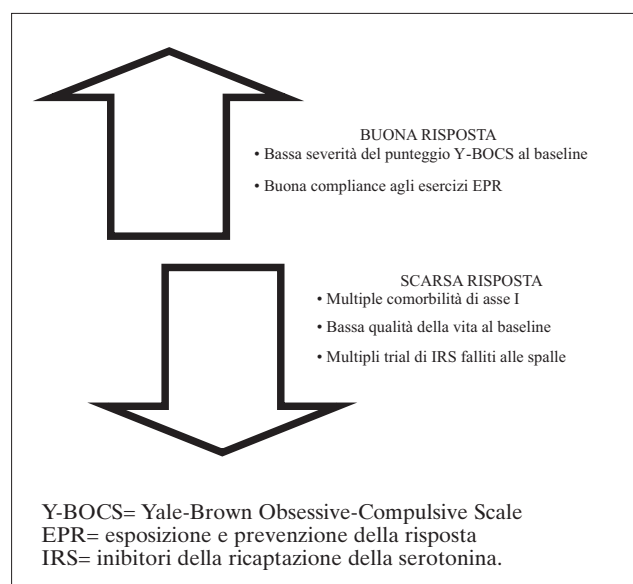 BUONA RISPOSTA
• Bassa severità del punteggio Y-BOCS al baseline
• Buona compliance agli esercizi EPR
SCARSA RISPOSTA
• Multiple comorbilità di asse I
• Bassa qualità della vita al baseline
• Multipli trial di IRS falliti alle spalle
Y-BOCS= Yale-Brown Obsessive-Compulsive Scale
EPR= esposizione e prevenzione della risposta
IRS= inibitori della ricaptazione della serotonina.